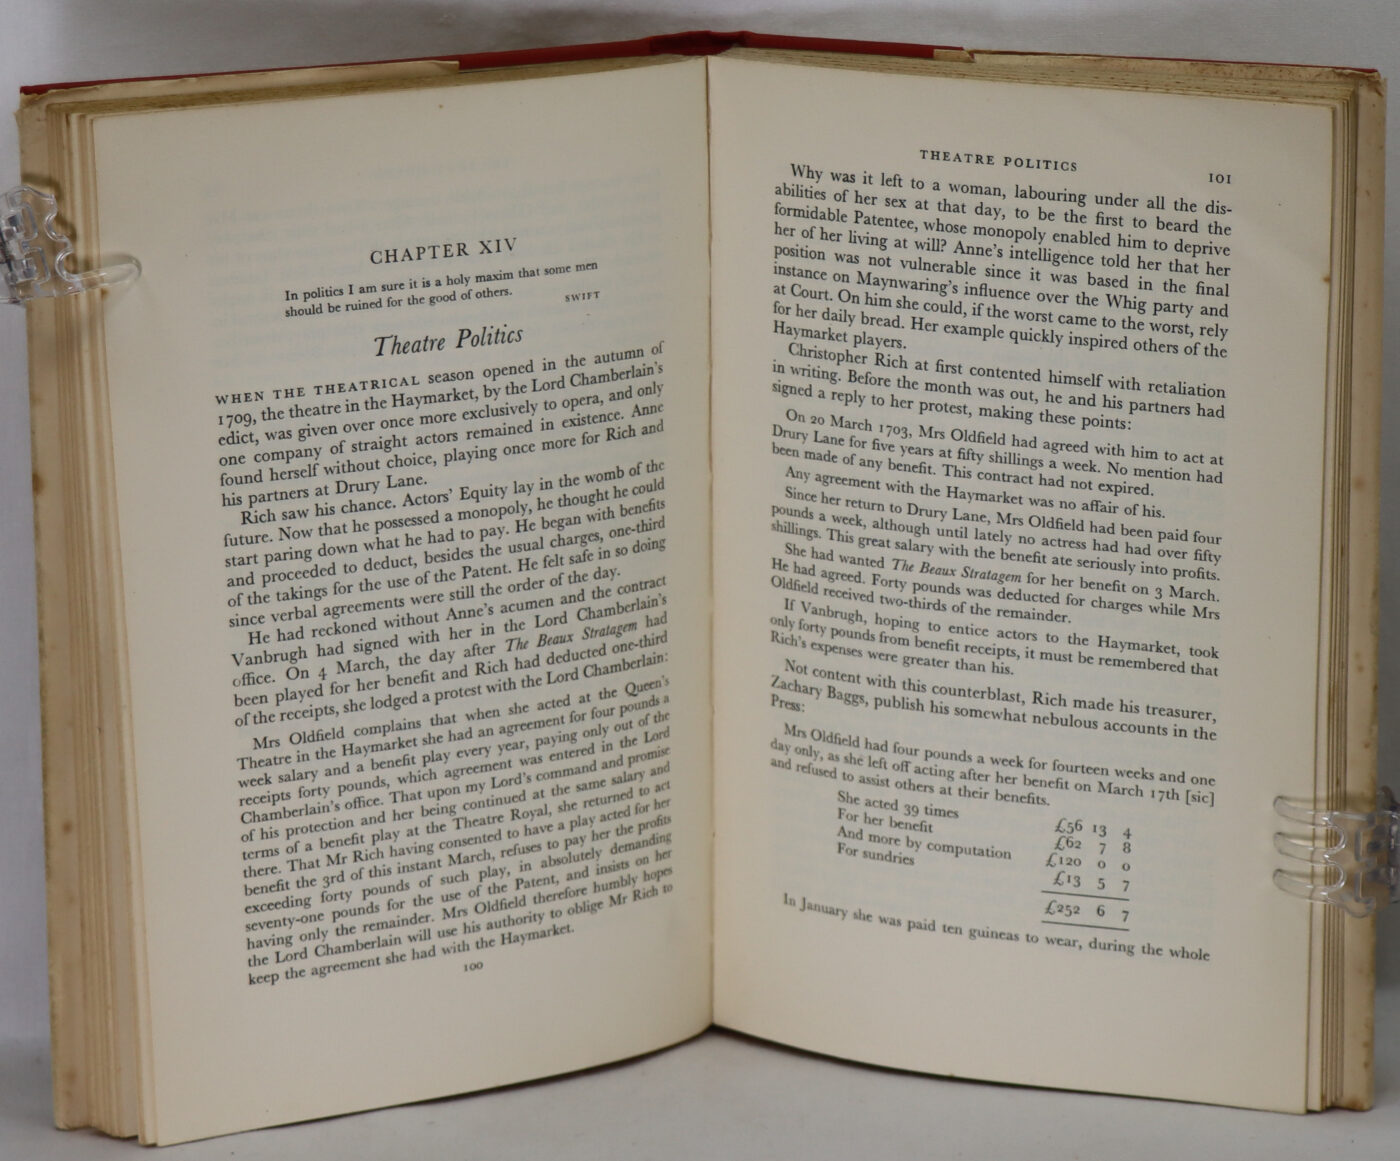 CHAPTER XIV
In politics I am sure it is a holy maxim that some men
should be ruined for the good of others.
SWIFT
Theatre Politics
WHEN THE THEATRICAL season opened in the autumn of
1709, the theatre in the Haymarket, by the Lord Chamberlain's
edict, was given over once more exclusively to opera, and only
one company of straight actors remained in existence. Anne
found herself without choice, playing once more for Rich and
his partners at Drury Lane.
Rich saw his chance. Actors' Equity lay in the womb of the
future. Now that he possessed a monopoly, he thought he could
start paring down what he had to pay. He began with benefits
and proceeded to deduct, besides the usual charges, one-third
of the takings for the use of the Patent. He felt safe in so doing
since verbal agreements were still the order of the day.
He had reckoned without Anne's acumen and the contract
Vanbrugh had signed with her in the Lord Chamberlain's
office. On 4 March, the day after The Beaux Stratagem had
been played for her benefit and Rich had deducted one-third
of the receipts, she lodged a protest with the Lord Chamberlain:
Mrs Oldfield complains that when she acted at the Queen's
Theatre in the Haymarket she had an agreement for four pounds a
week salary and a benefit play every year, paying only out of the
receipts forty pounds, which agreement was entered in the Lord
Chamberlain's office. That upon my Lord's command and promise
of his protection and her being continued at the same salary and
terms of a benefit play at the Theatre Royal, she returned to act
there. That Mr Rich having consented to have a play acted for her
benefit the 3rd of this instant March, refuses to pay her the profits
exceeding forty pounds of such play, in absolutely demanding
seventy-one pounds for the use of the Patent, and insists on her
having only the remainder. Mrs Oldfield therefore humbly hopes
the Lord Chamberlain will use his authority to oblige Mr Rich to
keep the agreement she had with the Haymarket.
100
THEATRE POLITICS 101
Why was it left to a woman, labouring under all the dis-
abilities of her sex at that day, to be the first to beard the
formidable Patentee, whose monopoly enabled him to deprive
her of her living at will? Anne's intelligence told her that her
position was not vulnerable since it was based in the final
instance on Maynwaring's influence over the Whig party and
at Court. On him she could, if the worst came to the worst, rely
for her daily bread. Her example quickly inspired others of the
Haymarket players.
Christopher Rich at first contented himself with retaliation
in writing. Before the month was out, he and his partners had
signed a reply to her protest, making these points:
On 20 March 1703, Mrs Oldfield had agreed with him to act at
Drury Lane for five years at fifty shillings a week. No mention had
been made of any benefit. This contract had not expired.
Any agreement with the Haymarket was no affair of his.
Since her return to Drury Lane, Mrs Oldfield had been paid four
pounds a week, although until lately no actress had had over fifty
shillings. This great salary with the benefit ate seriously into profits.
She had wanted The Beaux Stratagem for her benefit on 3 March.
He had agreed. Forty pounds was deducted for charges while Mrs
Oldfield received two-thirds of the remainder.
If Vanbrugh, hoping to entice actors to the Haymarket, took
only forty pounds from benefit receipts, it must be remembered that
Rich's expenses were greater than his.
Not content with this counterblast, Rich made his treasurer,
Zachary Baggs, publish his somewhat nebulous accounts in the
Press:
Mrs Oldfield had four pounds a week for fourteen weeks and one
day only, as she left off acting after her benefit on March 17th [sic]
and refused to assist others at their benefits.
She acted 39 times £56 13 4
For her benefit £62 7 8
And more by computation £120 0 0
For sundries £13 5 7
£252 6 7
In January she was paid ten guineas to wear, during the whole